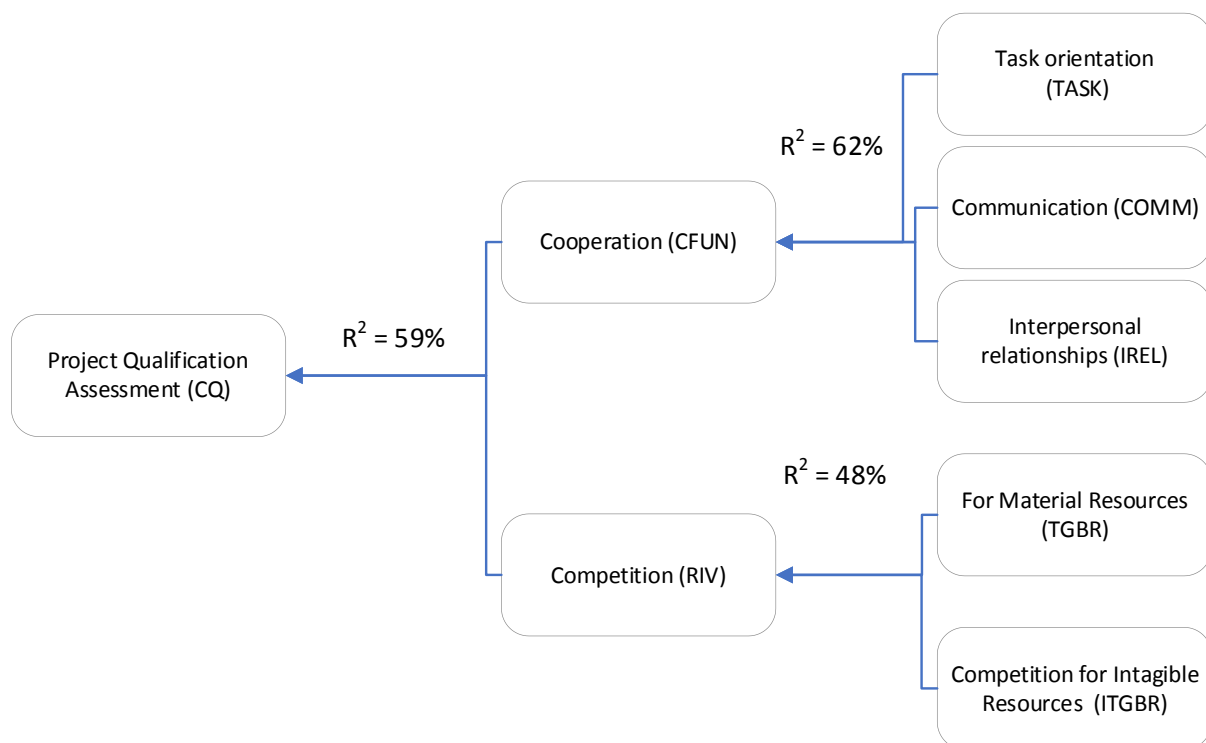 Task orientation
(TASK)
R² = 62%
Communication (COMM)
Cooperation (CFUN)
Interpersonal
relationships (IREL)
R² = 59%
Project Qualification
Assessment (CQ)
R² = 48%
For Material Resources
(TGBR)
Competition (RIV)
Competition for Intagible
Resources (ITGBR)